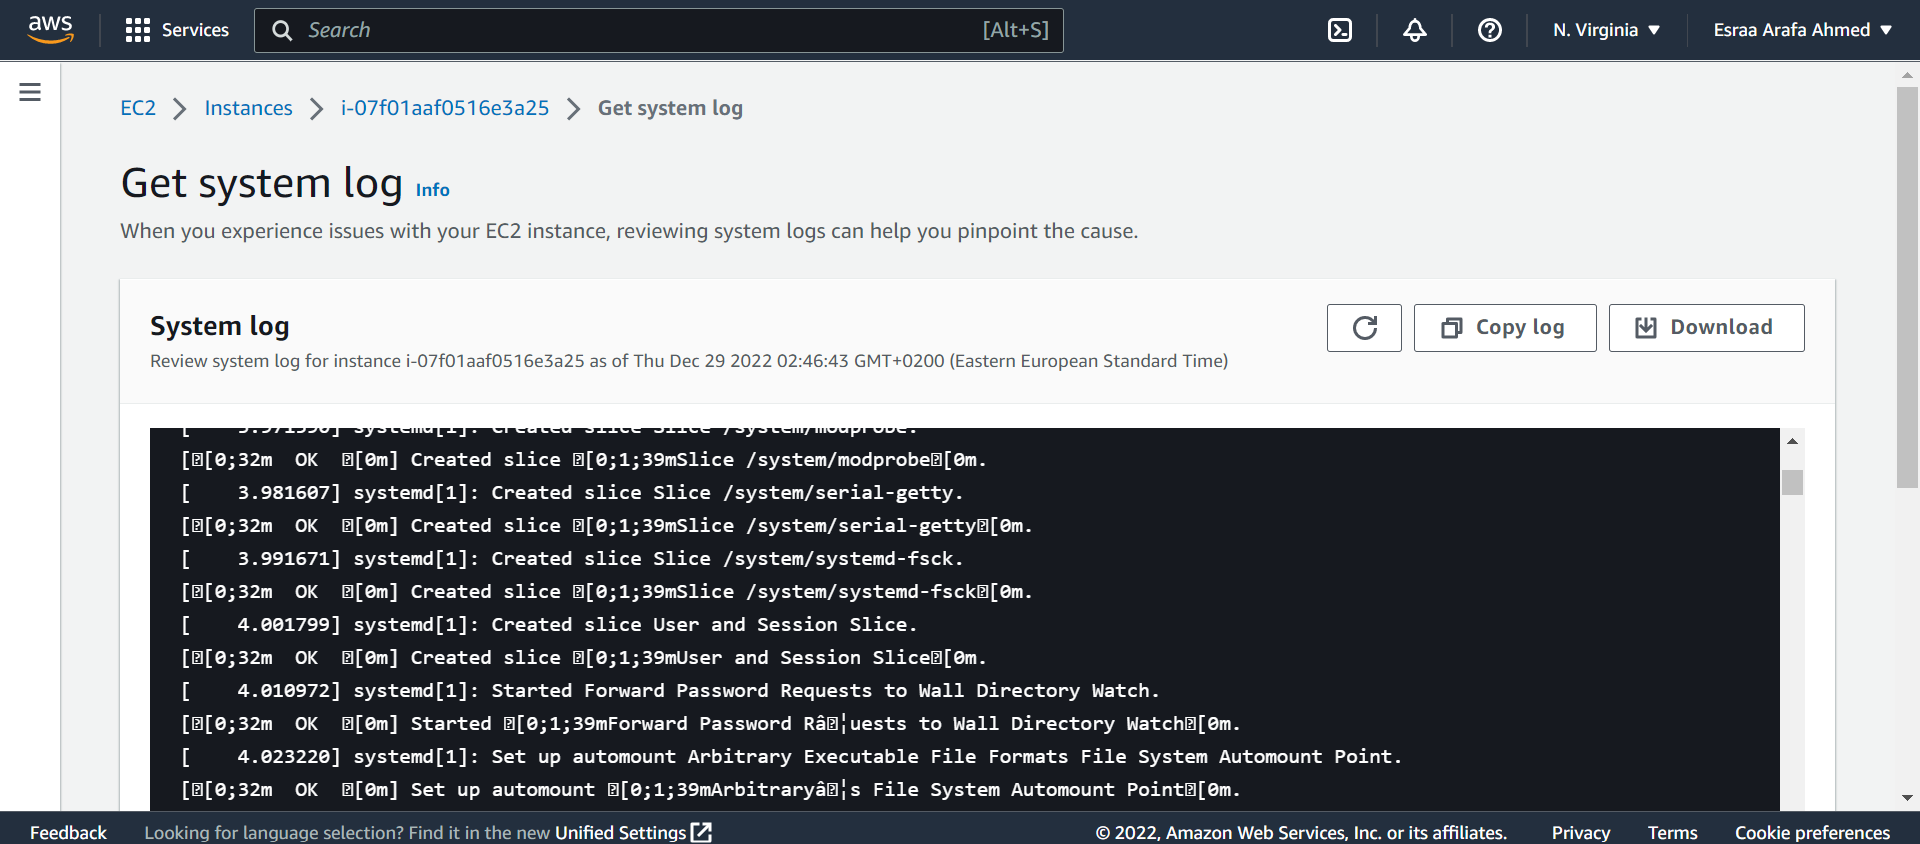 aws
Services
Search [Alt+S]
N. Virginia
Esraa Arafa Ahmed
EC2 > Instances > i-07f01aaf0516e3a25 > Get system log
Get system log Info
When you experience issues with your EC2 instance, reviewing system logs can help you pinpoint the cause.
System log
Copy log
Download
Review system log for instance i-07f01aaf0516e3a25 as of Thu Dec 29 2022 02:46:43 GMT+0200 (Eastern European Standard Time)
systemd[1]: Created slice Slice /system/modprobe.
[�[0;32m  OK  �[0m] Created slice �[0;1;39mSlice /system/modprobe�[0m.
[    3.981607] systemd[1]: Created slice Slice /system/serial-getty.
[�[0;32m  OK  �[0m] Created slice �[0;1;39mSlice /system/serial-getty�[0m.
[    3.991671] systemd[1]: Created slice Slice /system/systemd-fsck.
[�[0;32m  OK  �[0m] Created slice �[0;1;39mSlice /system/systemd-fsck�[0m.
[    4.001799] systemd[1]: Created slice User and Session Slice.
[�[0;32m  OK  �[0m] Created slice �[0;1;39mUser and Session Slice�[0m.
[    4.010972] systemd[1]: Started Forward Password Requests to Wall Directory Watch.
[�[0;32m  OK  �[0m] Started �[0;1;39mForward Password Râ�¦uests to Wall Directory Watch�[0m.
[    4.023220] systemd[1]: Set up automount Arbitrary Executable File Formats File System Automount Point.
[�[0;32m  OK  �[0m] Set up automount �[0;1;39mArbitraryâ�¦s File System Automount Point�[0m.
Feedback
Looking for language selection? Find it in the new Unified Settings
© 2022, Amazon Web Services, Inc. or its affiliates.
Privacy
Terms
Cookie preferences